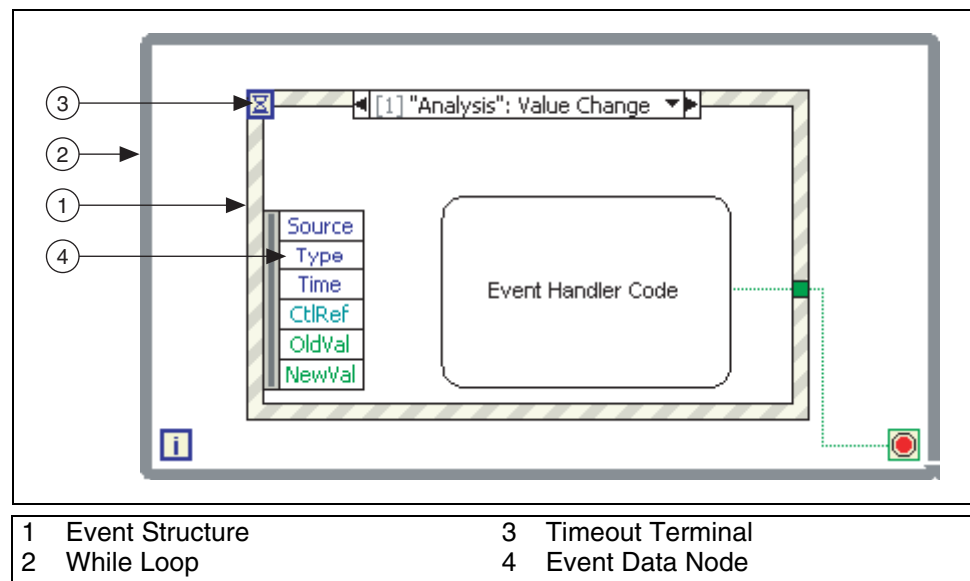 3
[1] "Analysis": Value Change
2
1
Source
4
Type
Time
Event Handler Code
CtlRef
OldVal
NewVal
i
1 Event Structure
2 While Loop
3 Timeout Terminal
4 Event Data Node